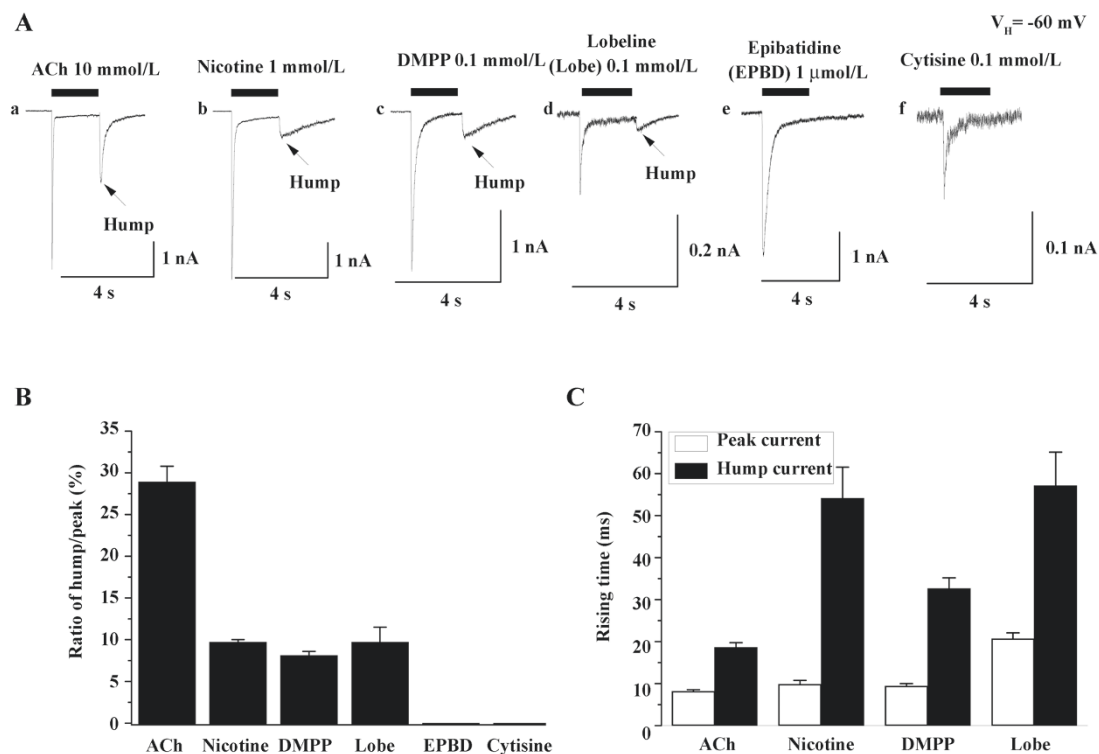 A
V_H= -60 mV
ACh 10 mmol/L
Nicotine 1 mmol/L
DMPP 0.1 mmol/L
Lobeline
(Lobe) 0.1 mmol/L
Epibatidine
(EPBD) 1 μmol/L
Cytisine 0.1 mmol/L
a
b
c
d
e
f
Hump
Hump
Hump
Hump
1 nA
4 s
1 nA
4 s
1 nA
4 s
0.2 nA
4 s
1 nA
4 s
0.1 nA
4 s
B
Ratio of hump/peak (%)
35
30
25
20
15
10
5
0
ACh Nicotine DMPP Lobe EPBD Cytisine
C
Rising time (ms)
70
60
50
40
30
20
10
0
Peak current
Hump current
ACh Nicotine DMPP Lobe